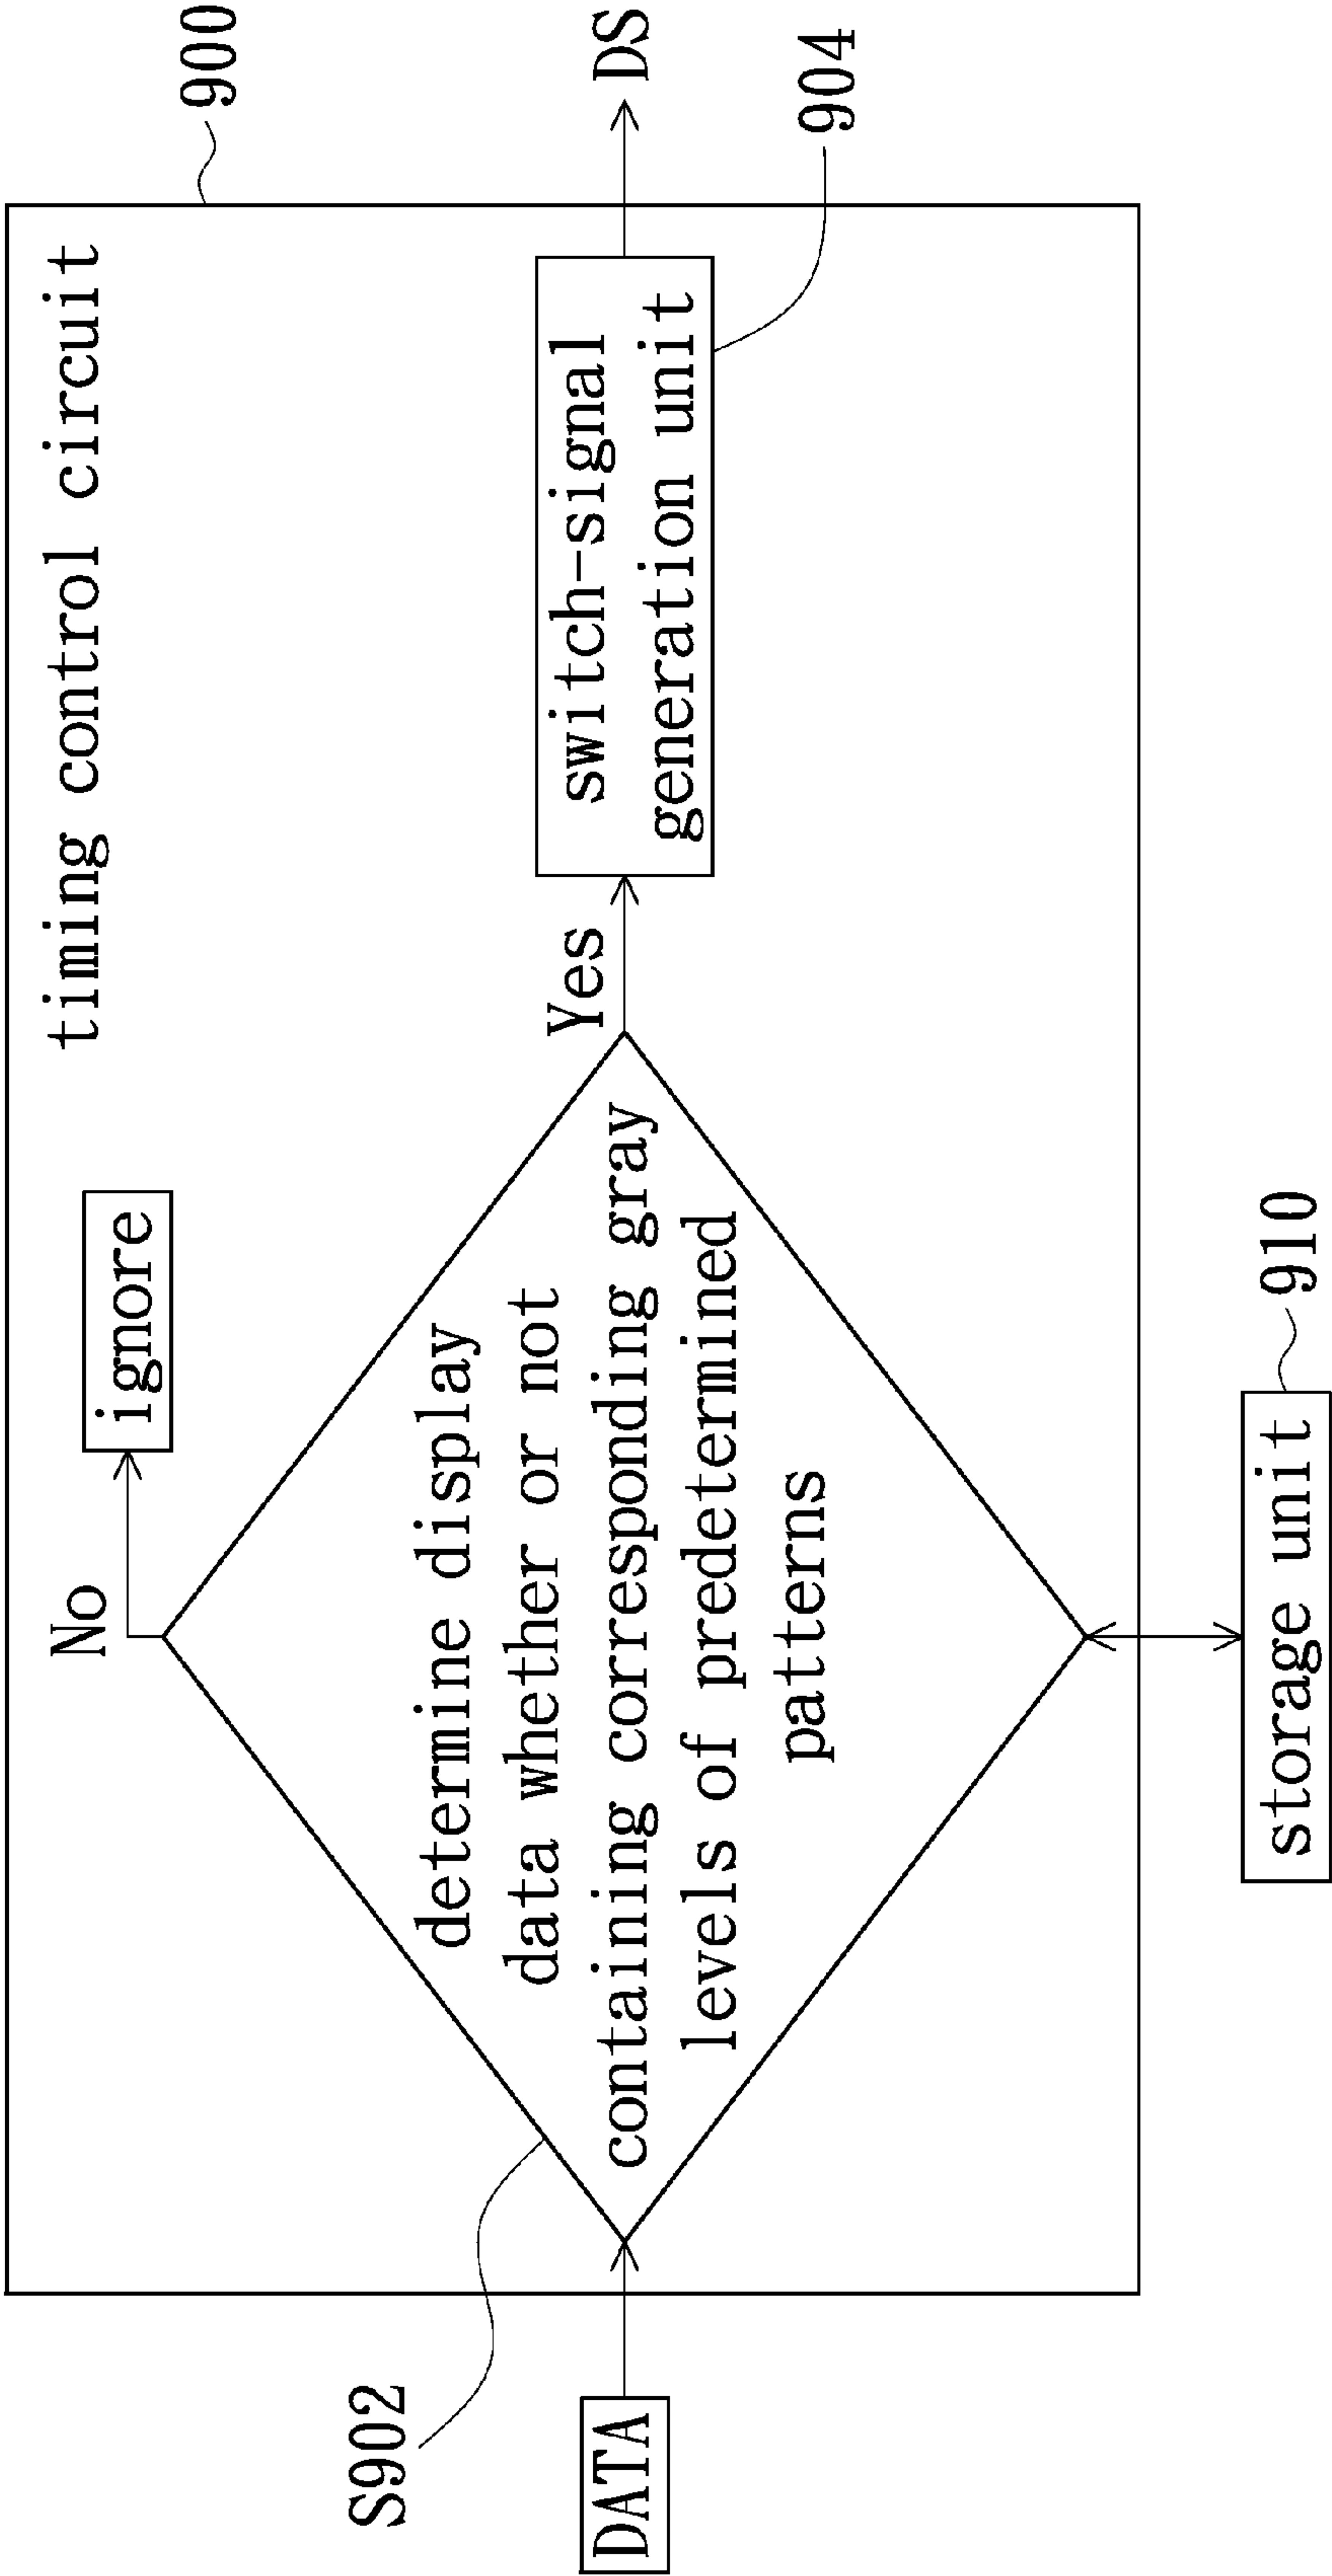 timing control circuit
900
No
ignore
S902
DATA
determine display
data whether or not
containing corresponding gray
levels of predetermined
patterns
Yes
switch-signal
generation unit
DS
904
storage unit
910